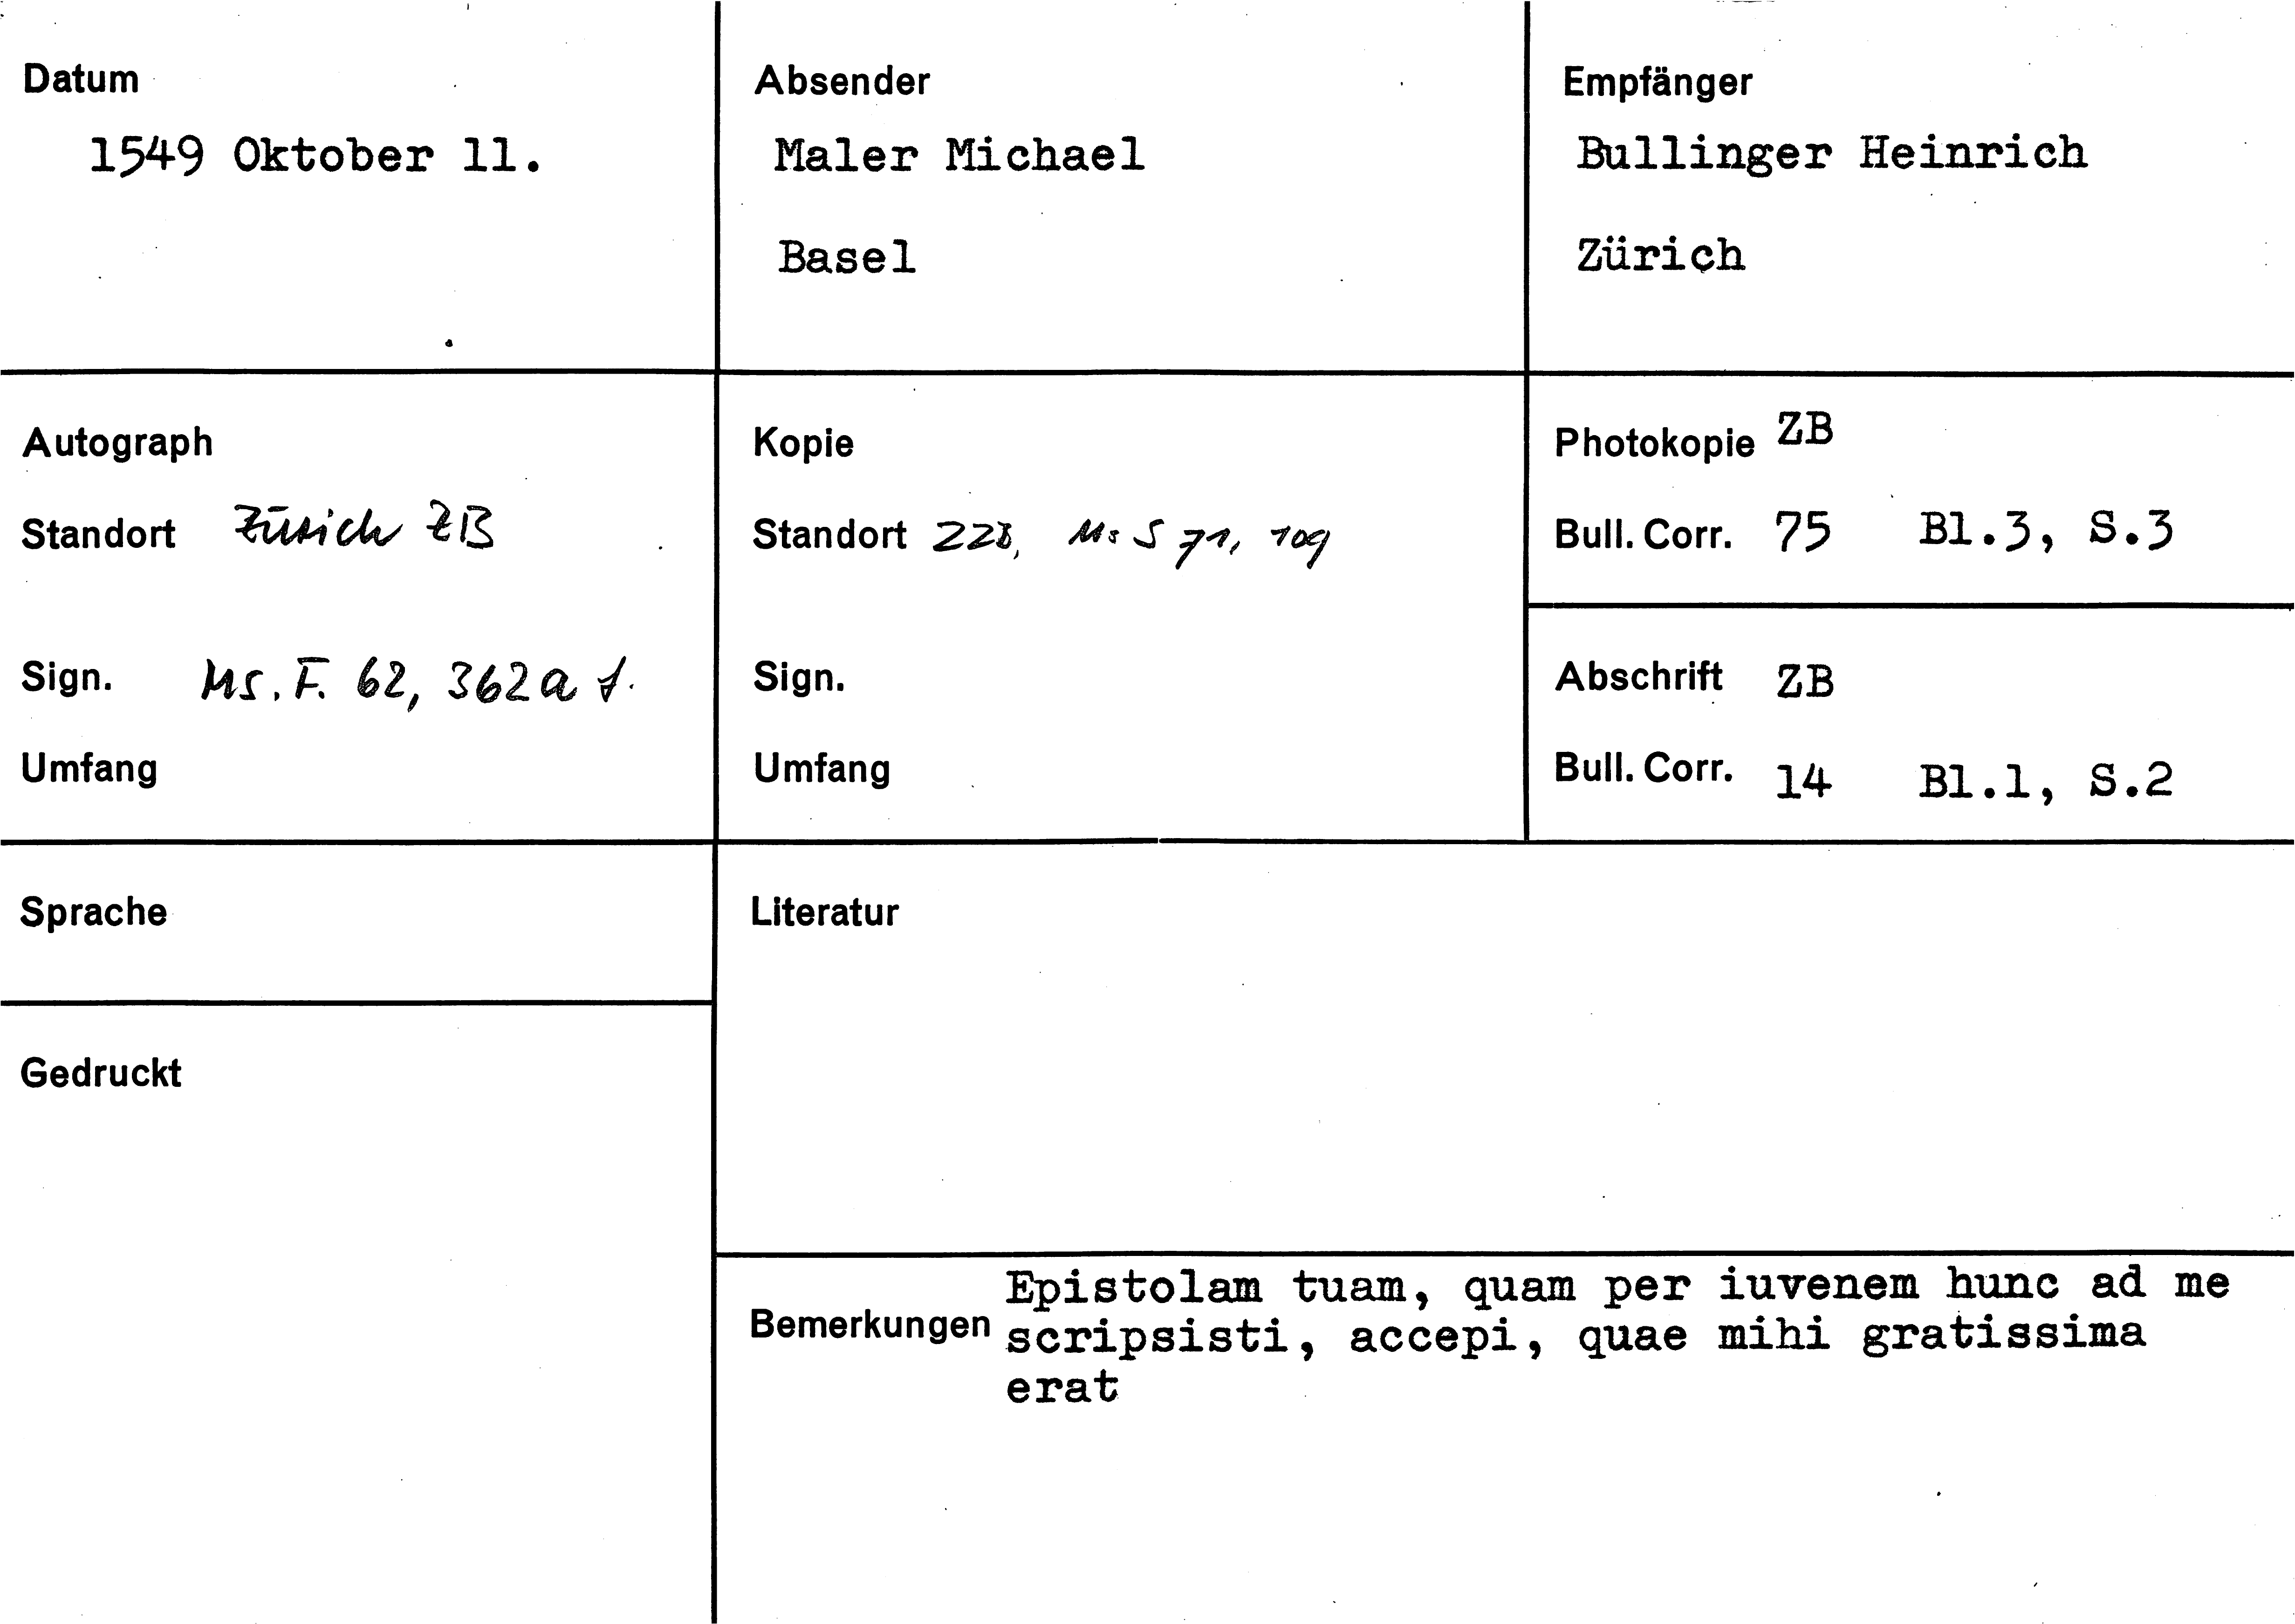 Datum
1549 Oktober 11.
Absender
Maler Michael
Basel
Empfänger
Bullinger Heinrich
Zürich
Autograph
Standort Zürich ZB
Sign. Ms. F. 62, 362a f.
Umfang
Kopie
Standort ZZB, Ms S 71, 109
Sign.
Umfang
Photokopie ZB
Bull. Corr. 75 Bl.3, S.3
Abschrift ZB
Bull. Corr. 14 Bl.1, S.2
Sprache
Gedruckt
Literatur
Bemerkungen
Epistolam tuam, quam per iuvenem hunc ad me
scripsisti, accepi, quae mihi gratissima
erat